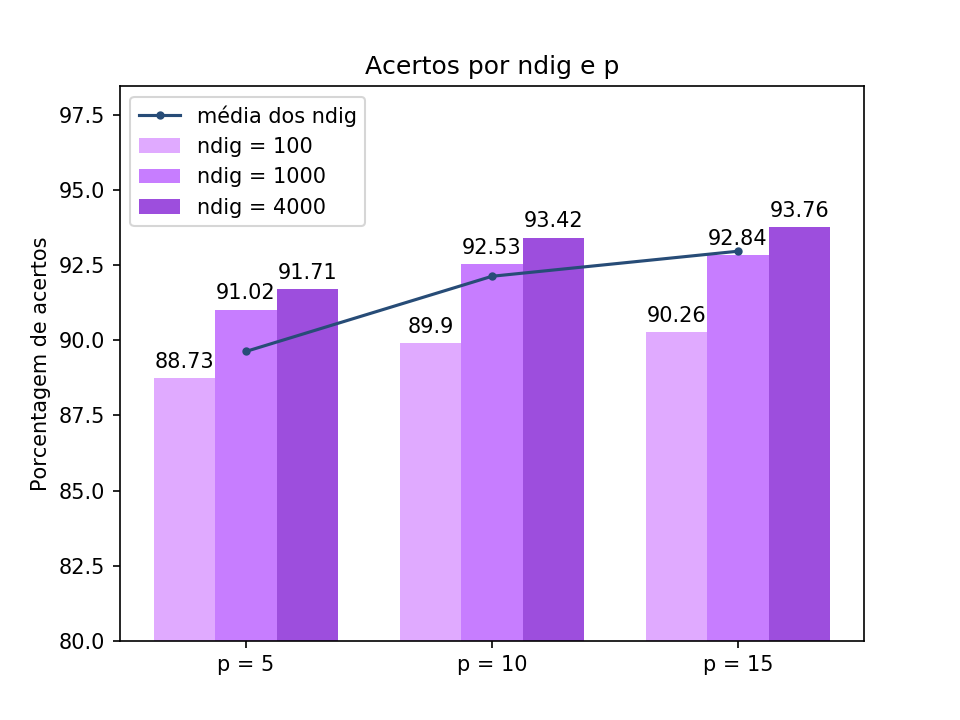 Acertos por ndig e p
média dos ndig
ndig = 100
ndig = 1000
ndig = 4000
Porcentagem de acertos
97.5
95.0
92.5
90.0
87.5
85.0
82.5
80.0
88.73
91.02
91.71
89.9
92.53
93.42
90.26
92.84
93.76
p = 5
p = 10
p = 15